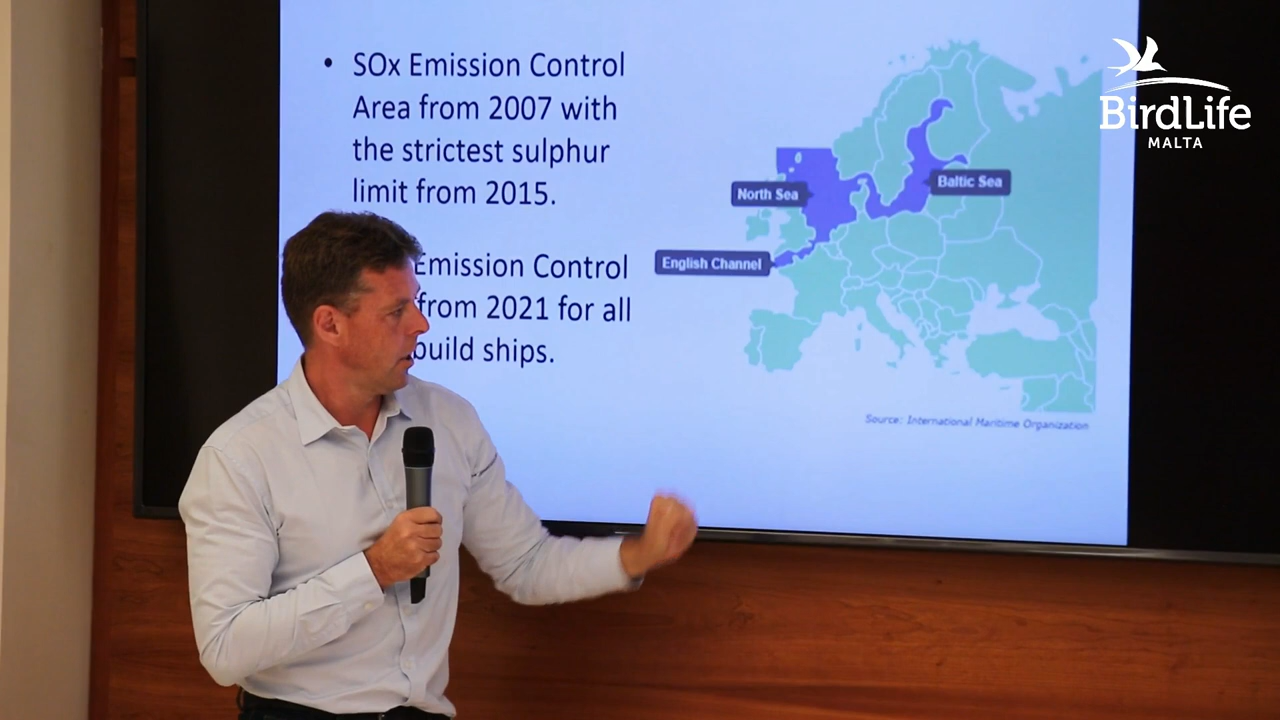 • SOx Emission Control
Area from 2007 with
the strictest sulphur
limit from 2015.
Emission Control
from 2021 for all
build ships.
North Sea
Baltic Sea
English Channel
Source: International Maritime Organization
BirdLife
MALTA